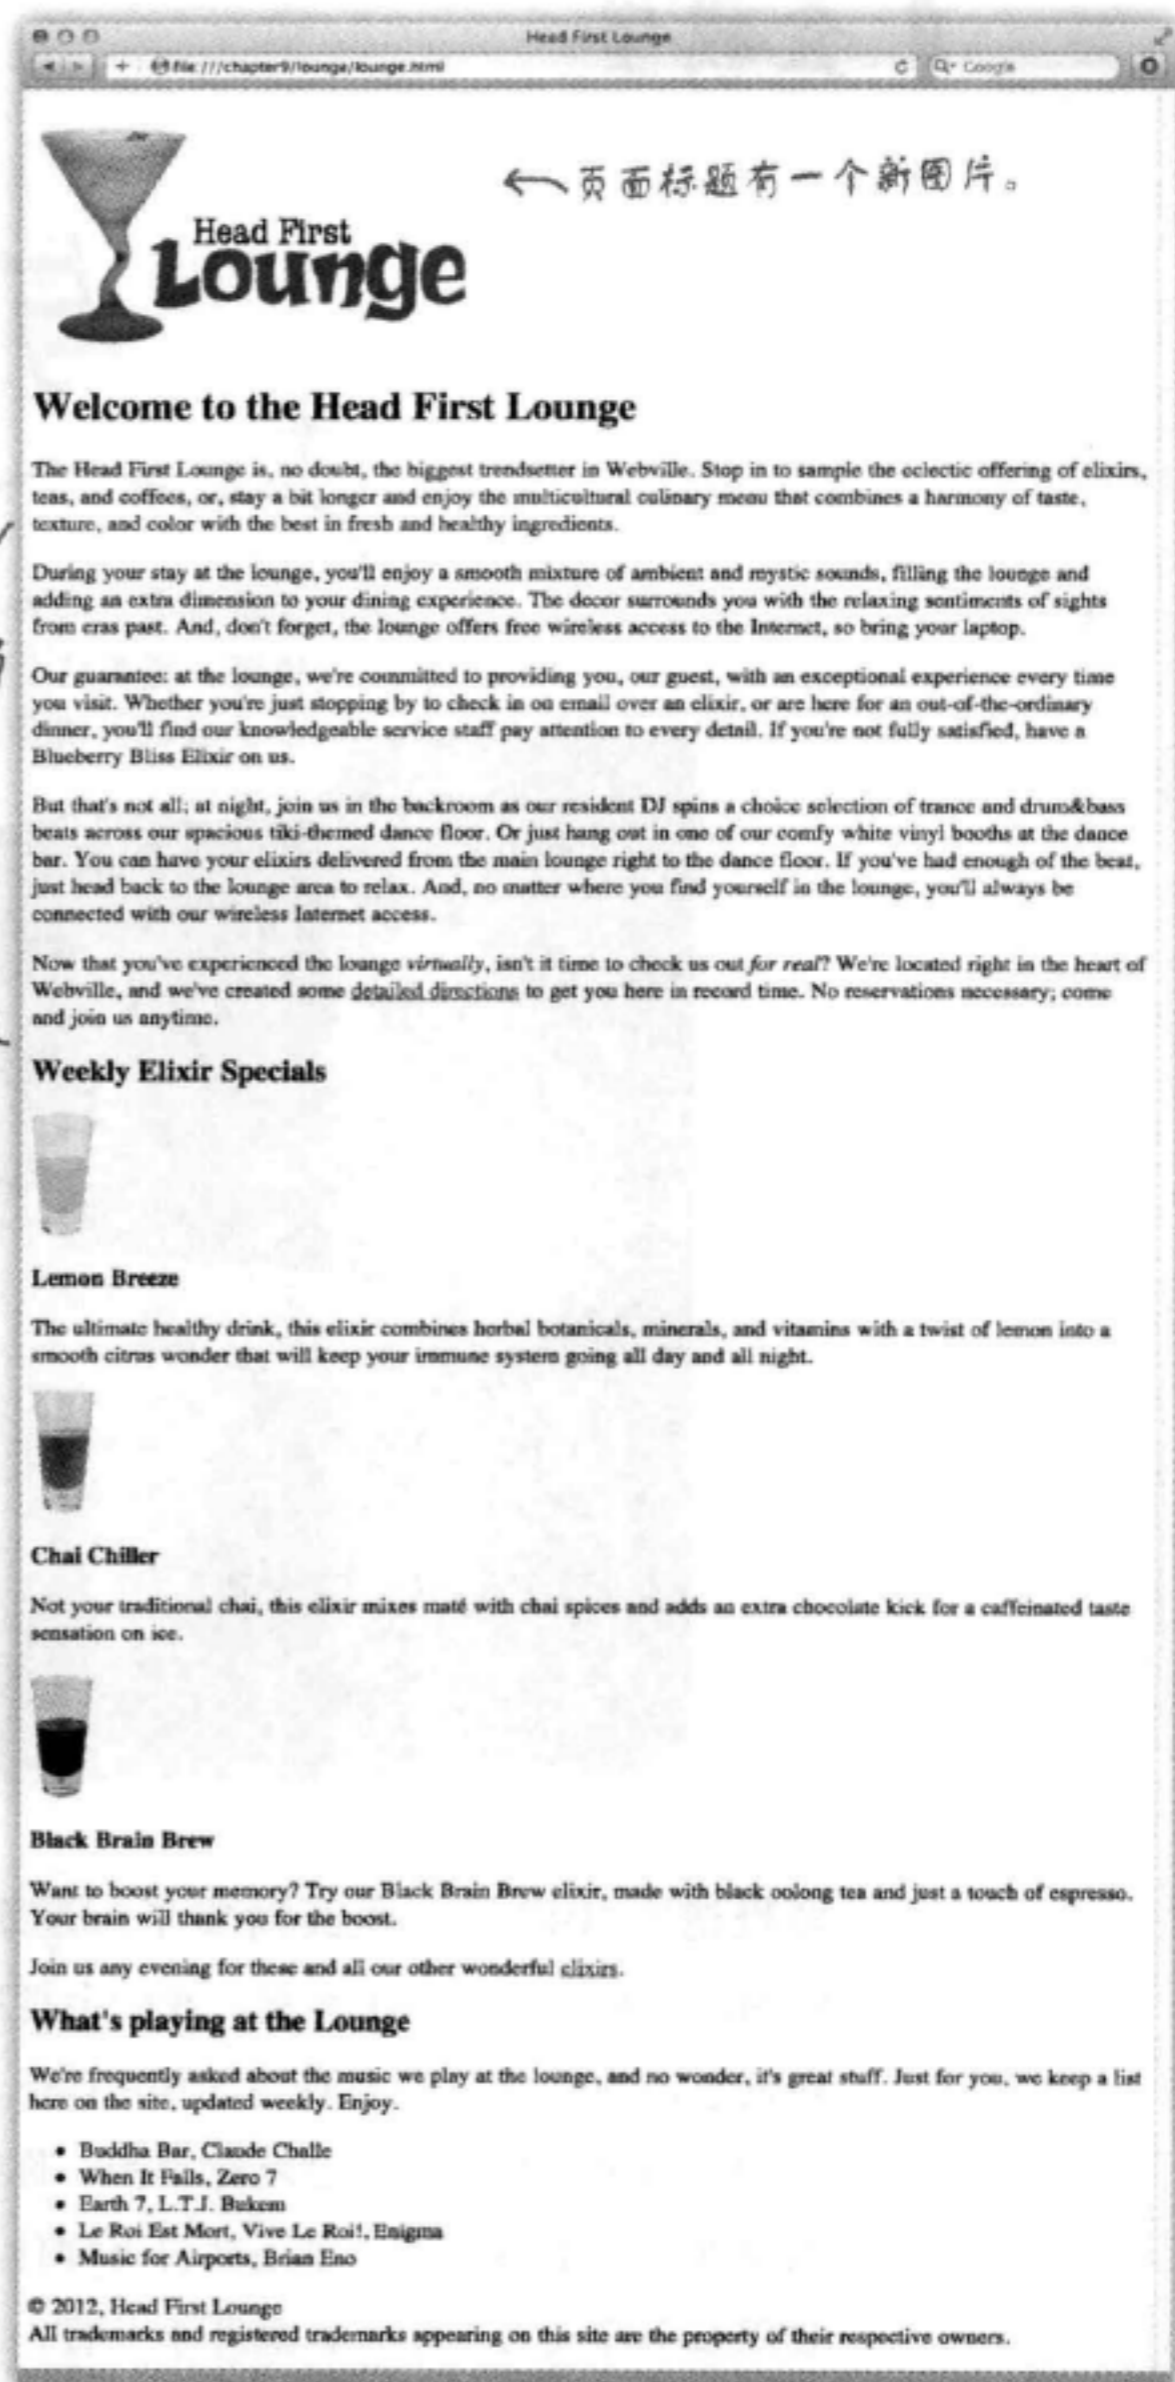 Head First Lounge
file:///chapter9/lounge/lounge.html
Google
←页面标题有一个新图片。
Head First
Lounge
Welcome to the Head First Lounge
The Head First Lounge is, no doubt, the biggest trendsetter in Webville. Stop in to sample the eclectic offering of elixirs,
teas, and coffees, or, stay a bit longer and enjoy the multicultural culinary menu that combines a harmony of taste,
texture, and color with the best in fresh and healthy ingredients.
During your stay at the lounge, you'll enjoy a smooth mixture of ambient and mystic sounds, filling the lounge and
adding an extra dimension to your dining experience. The decor surrounds you with the relaxing sentiments of sights
from eras past. And, don't forget, the lounge offers free wireless access to the Internet, so bring your laptop.
Our guarantee: at the lounge, we're committed to providing you, our guest, with an exceptional experience every time
you visit. Whether you're just stopping by to check in on email over an elixir, or are here for an out-of-the-ordinary
dinner, you'll find our knowledgeable service staff pay attention to every detail. If you're not fully satisfied, have a
Blueberry Bliss Elixir on us.
But that's not all; at night, join us in the backroom as our resident DJ spins a choice selection of trance and drum&bass
beats across our spacious tiki-themed dance floor. Or just hang out in one of our comfy white vinyl booths at the dance
bar. You can have your elixirs delivered from the main lounge right to the dance floor. If you've had enough of the beat,
just head back to the lounge area to relax. And, no matter where you find yourself in the lounge, you'll always be
connected with our wireless Internet access.
Now that you've experienced the lounge virtually, isn't it time to check us out for real? We're located right in the heart of
Webville, and we've created some detailed directions to get you here in record time. No reservations necessary; come
and join us anytime.
Weekly Elixir Specials
Lemon Breeze
The ultimate healthy drink, this elixir combines herbal botanicals, minerals, and vitamins with a twist of lemon into a
smooth citrus wonder that will keep your immune system going all day and all night.
Chai Chiller
Not your traditional chai, this elixir mixes maté with chai spices and adds an extra chocolate kick for a caffeinated taste
sensation on ice.
Black Brain Brew
Want to boost your memory? Try our Black Brain Brew elixir, made with black oolong tea and just a touch of espresso.
Your brain will thank you for the boost.
Join us any evening for these and all our other wonderful elixirs.
What's playing at the Lounge
We're frequently asked about the music we play at the lounge, and no wonder, it's great stuff. Just for you, we keep a list
here on the site, updated weekly. Enjoy.
• Buddha Bar, Claude Challe
• When It Falls, Zero 7
• Earth 7, L.T.J. Bukem
• Le Roi Est Mort, Vive Le Roi!, Enigma
• Music for Airports, Brian Eno
© 2012, Head First Lounge
All trademarks and registered trademarks appearing on this site are the property of their respective owners.